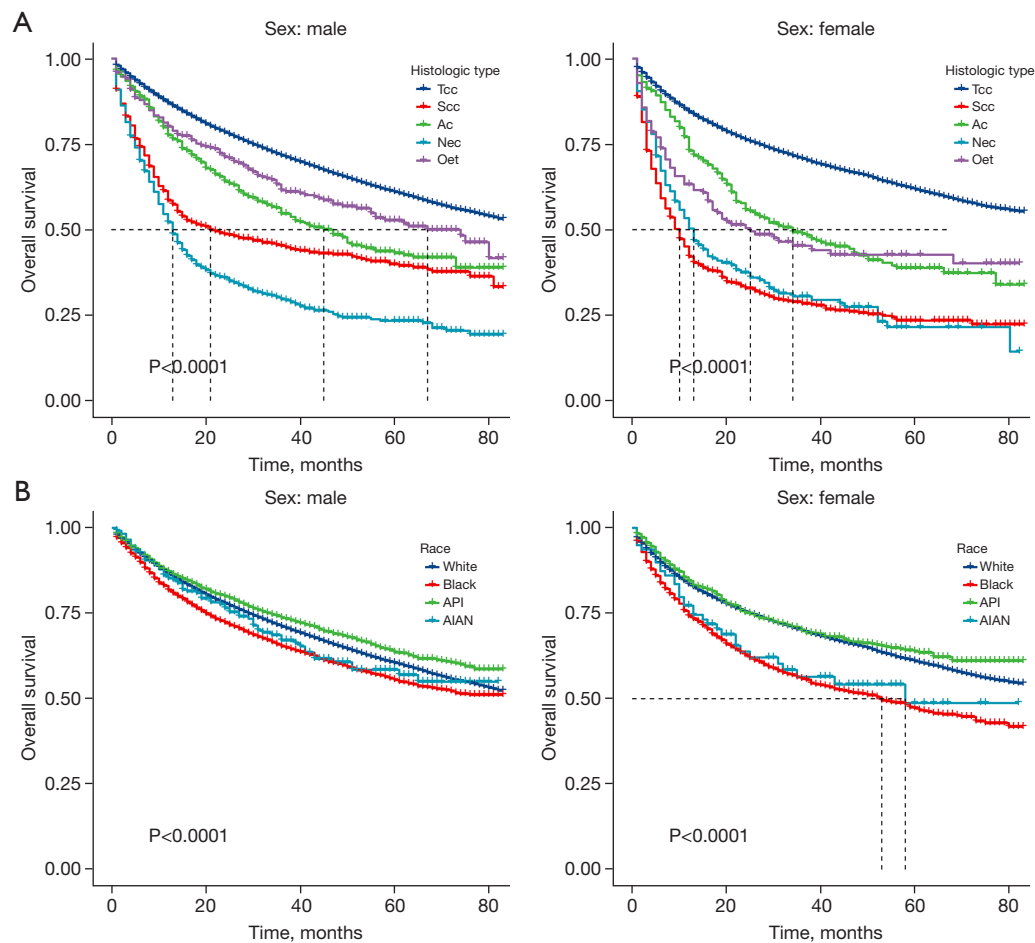 A
Sex: male
Sex: female
Overall survival
1.00
0.75
0.50
0.25
0.00
Histologic type
Tcc
Scc
Ac
Nec
Oet
P<0.0001
0 20 40 60 80
Time, months
Overall survival
1.00
0.75
0.50
0.25
0.00
Histologic type
Tcc
Scc
Ac
Nec
Oet
P<0.0001
0 20 40 60 80
Time, months
B
Sex: male
Sex: female
Overall survival
1.00
0.75
0.50
0.25
0.00
Race
White
Black
API
AIAN
P<0.0001
0 20 40 60 80
Time, months
Overall survival
1.00
0.75
0.50
0.25
0.00
Race
White
Black
API
AIAN
P<0.0001
0 20 40 60 80
Time, months